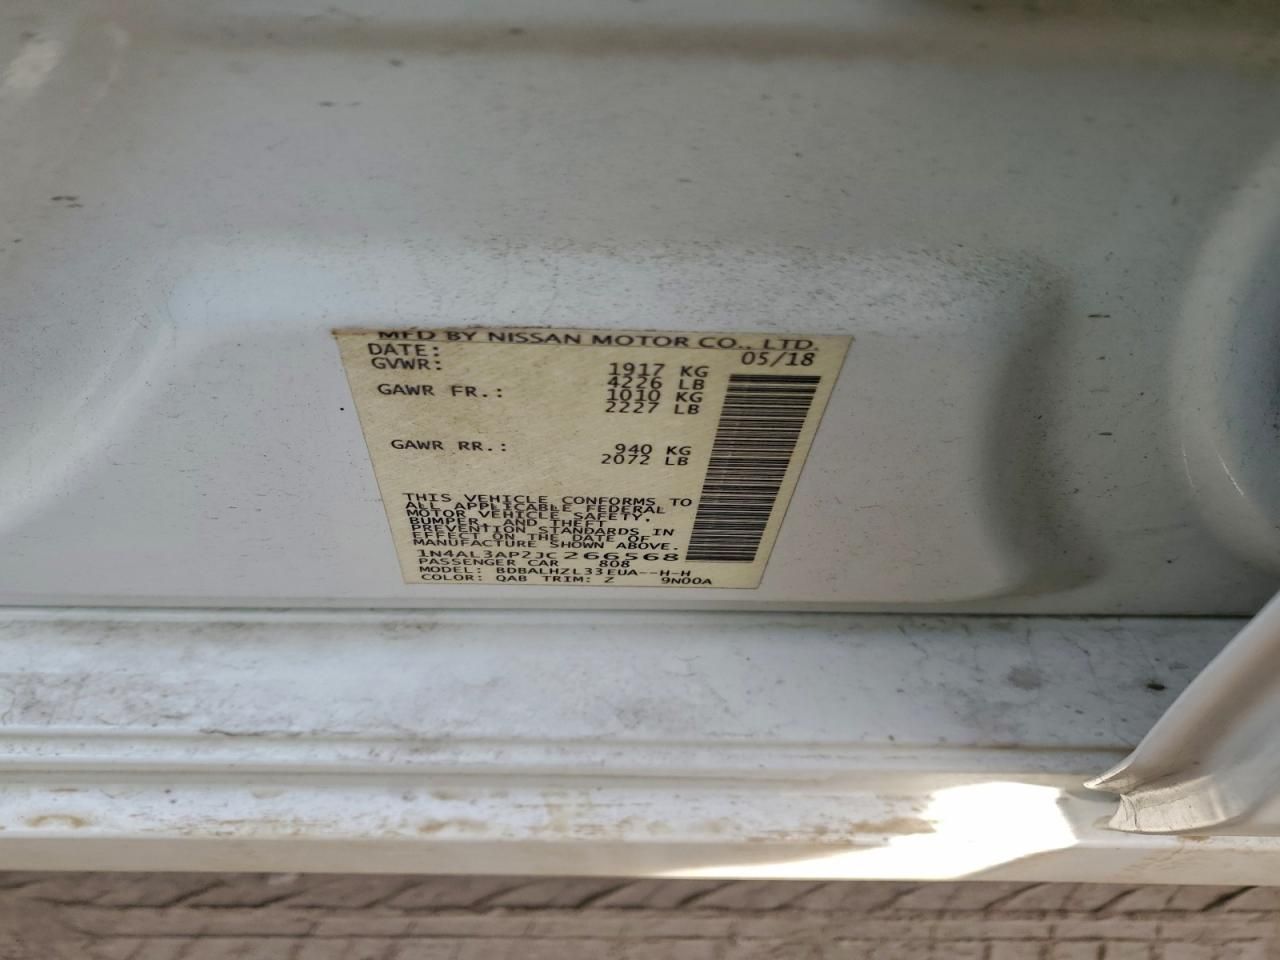 MFD BY NISSAN MOTOR CO., LTD.
DATE: 05/18
GVWR: 1917 KG
4226 LB
GAWR FR.: 1010 KG
2227 LB
GAWR RR.: 940 KG
2072 LB
THIS VEHICLE CONFORMS TO
ALL APPLICABLE FEDERAL
MOTOR VEHICLE SAFETY,
BUMPER, AND THEFT
PREVENTION STANDARDS IN
EFFECT ON THE DATE OF
MANUFACTURE SHOWN ABOVE.
1N4AL3AP2JC266568
PASSENGER CAR 808
MODEL: BDBALHZL33EUA--H-H
COLOR: QAB TRIM: Z 9N00A